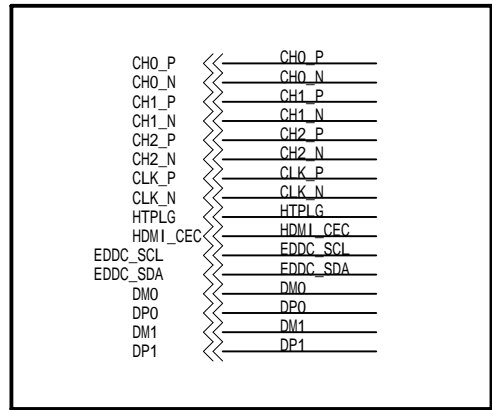 CH0_P CH0_P
CH0_N CH0_N
CH1_P CH1_P
CH1_N CH1_N
CH2_P CH2_P
CH2_N CH2_N
CLK_P CLK_P
CLK_N CLK_N
HTPLG HTPLG
HDMI_CEC HDMI_CEC
EDDC_SCL EDDC_SCL
EDDC_SDA EDDC_SDA
DM0 DM0
DP0 DP0
DM1 DM1
DP1 DP1